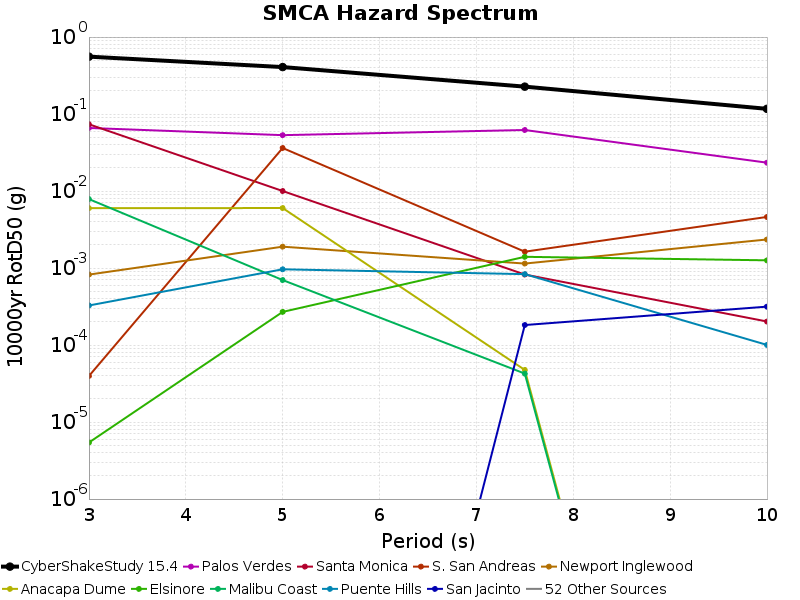 SMCA Hazard Spectrum
10000yr RotD50 (g)
10^0
10^-1
10^-2
10^-3
10^-4
10^-5
10^-6
3 4 5 6 7 8 9 10
Period (s)
CyberShakeStudy 15.4 Palos Verdes Santa Monica S. San Andreas Newport Inglewood
Anacapa Dume Elsinore Malibu Coast Puente Hills San Jacinto 52 Other Sources